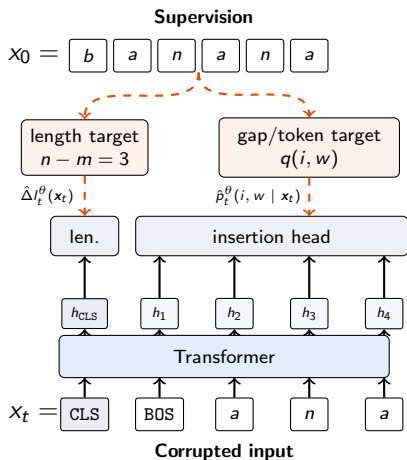 Supervision
x₀ = b a n a n a
length target
n − m = 3
gap/token target
q(i, w)
Δ̂l_t^θ(x_t)
p̂_t^θ(i, w | x_t)
len.
insertion head
h_CLS h₁ h₂ h₃ h₄
Transformer
x_t = CLS BOS a n a
Corrupted input